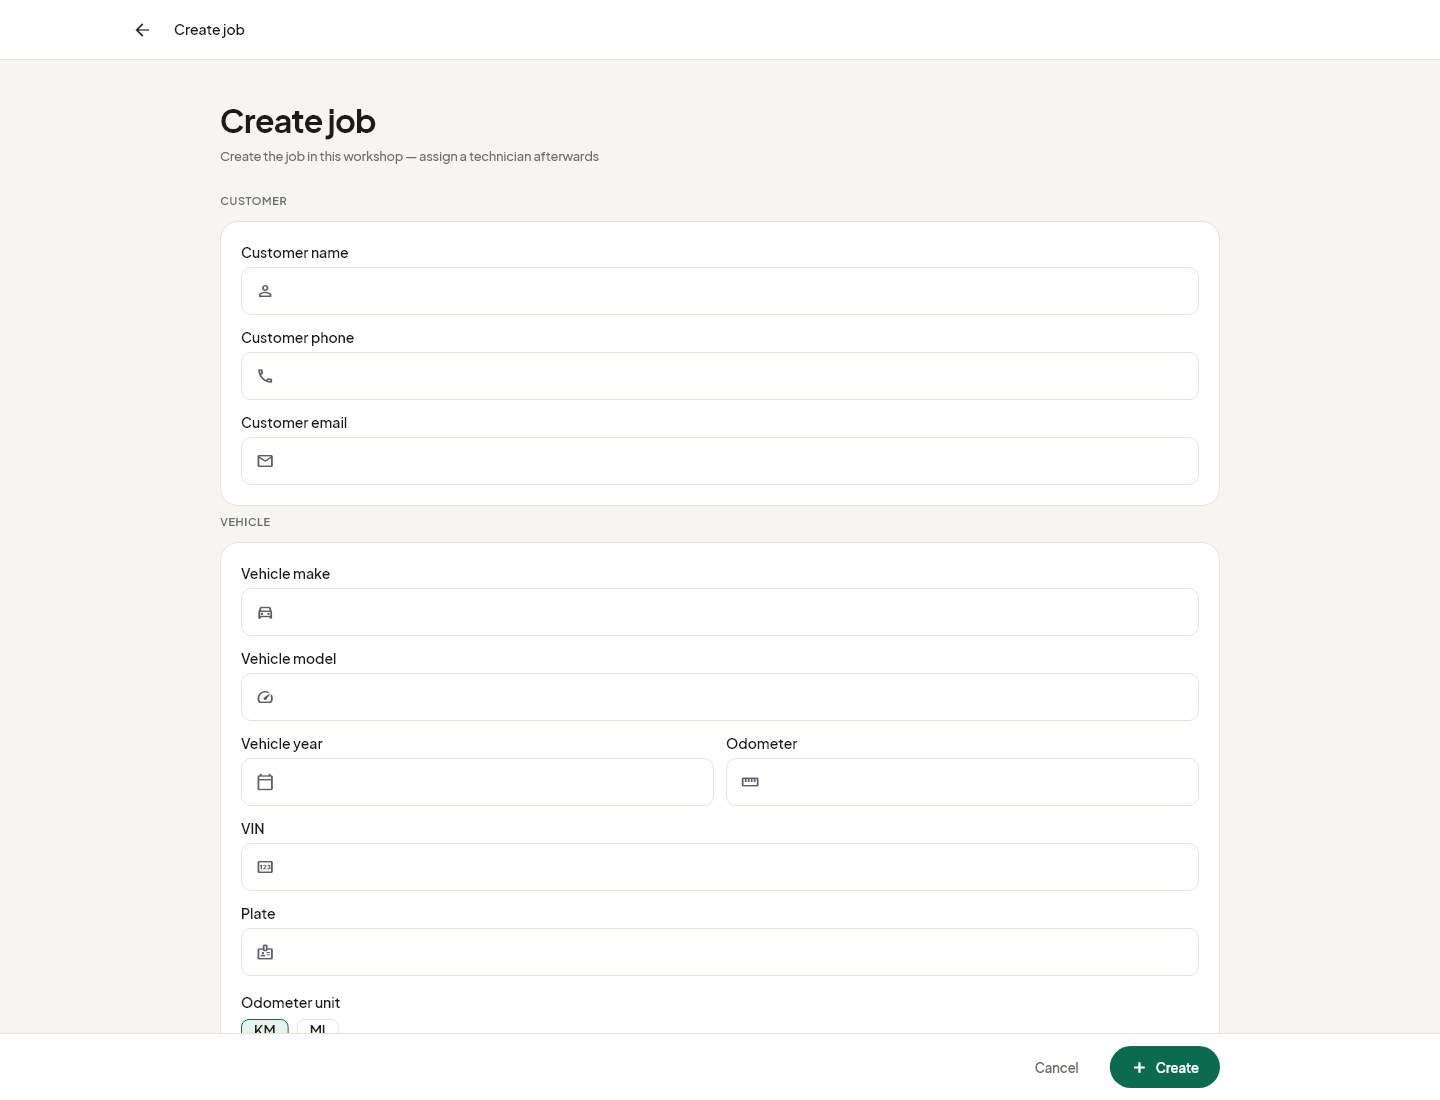 Create job
Create job
Create the job in this workshop — assign a technician afterwards
CUSTOMER
Customer name
Customer phone
Customer email
VEHICLE
Vehicle make
Vehicle model
Vehicle year
Odometer
VIN
123
Plate
Odometer unit
KM
MI
Cancel
Create